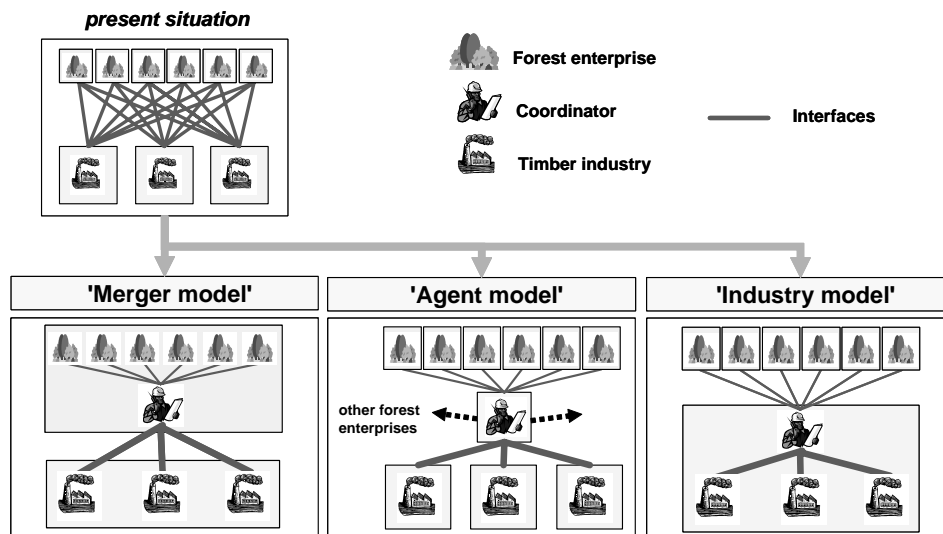 present situation
Forest enterprise
Coordinator
Interfaces
Timber industry
'Merger model'
'Agent model'
'Industry model'
other forest
enterprises